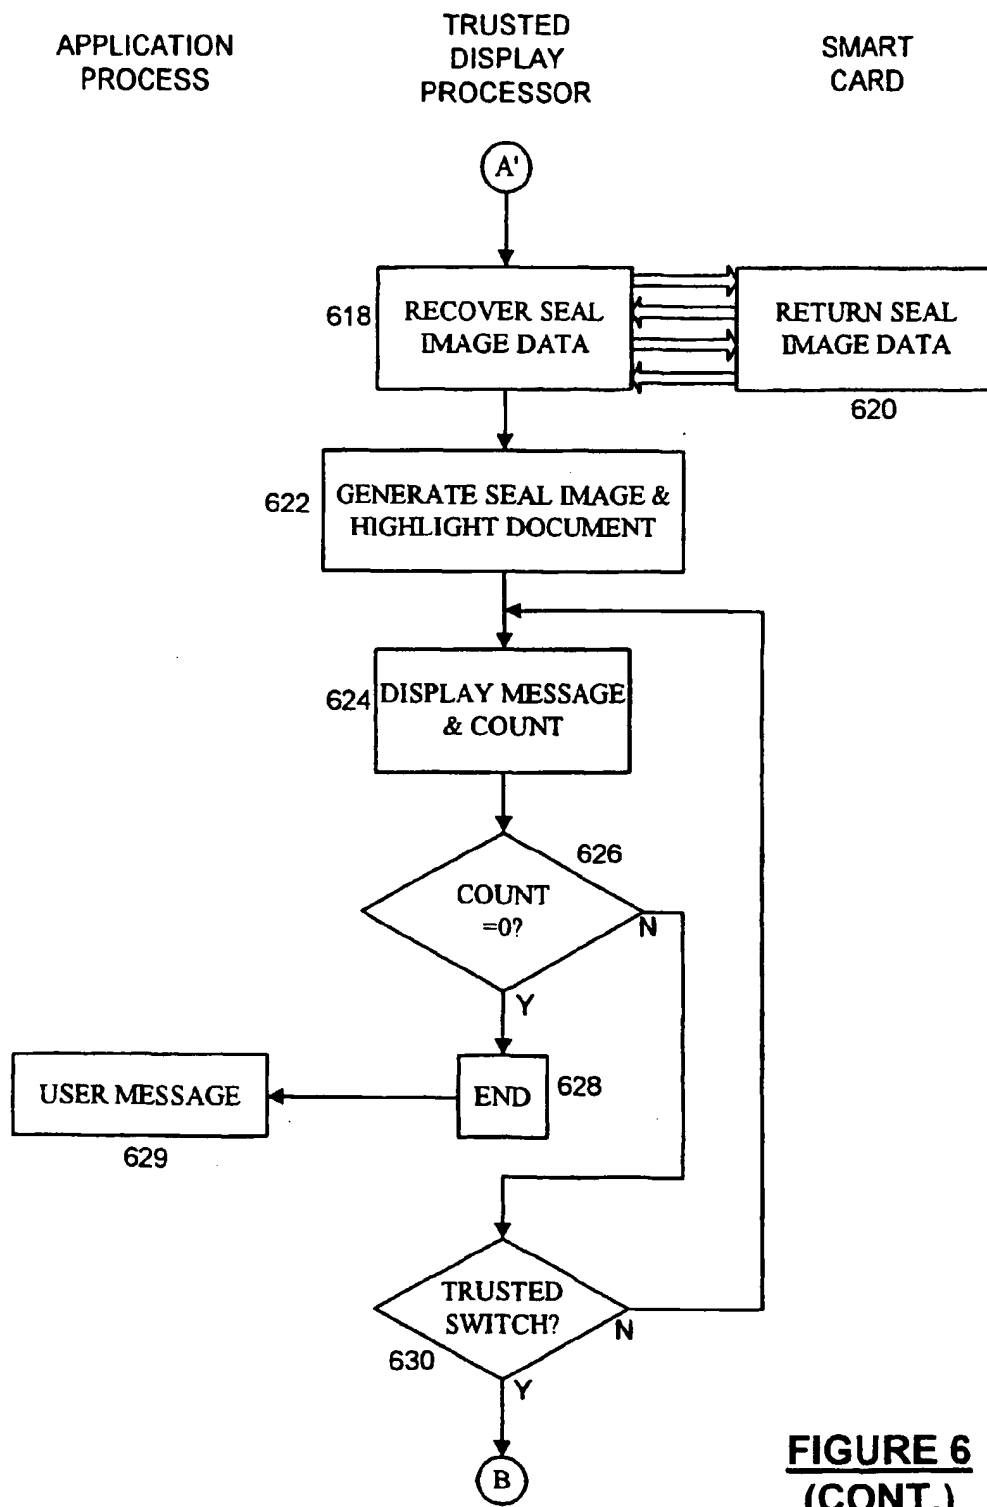 APPLICATION
PROCESS
TRUSTED
DISPLAY
PROCESSOR
SMART
CARD
A'
618
RECOVER SEAL
IMAGE DATA
RETURN SEAL
IMAGE DATA
620
622
GENERATE SEAL IMAGE &
HIGHLIGHT DOCUMENT
624
DISPLAY MESSAGE
& COUNT
626
COUNT
=0?
N
Y
USER MESSAGE
629
END
628
TRUSTED
SWITCH?
N
630
Y
B
FIGURE 6
(CONT.)